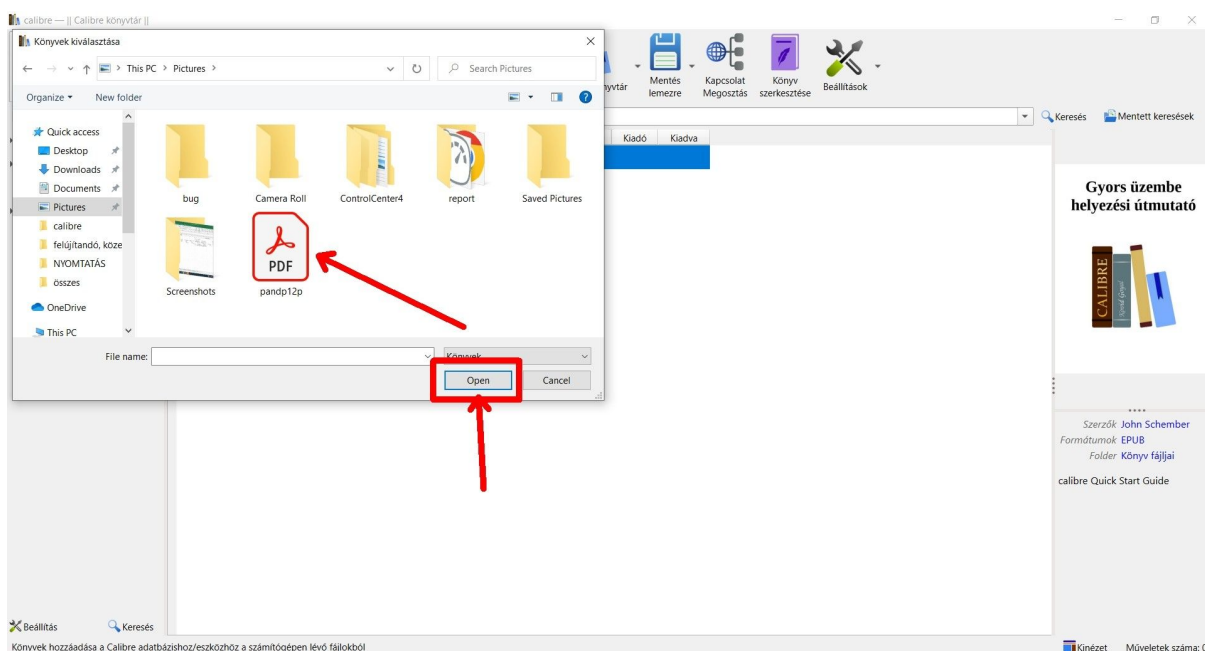 calibre — || Calibre könyvtár ||
Könyvek kiválasztása
This PC > Pictures >
Search Pictures
Organize
New folder
Quick access
Desktop
Downloads
Documents
Pictures
calibre
felújítandó, köze
NYOMTATÁS
összes
OneDrive
This PC
bug
Camera Roll
ControlCenter4
report
Saved Pictures
Screenshots
PDF
pandp12p
File name:
Könyvek
Open
Cancel
Mentés lemezre
Kapcsolat Megosztás
Könyv szerkesztése
Beállítások
Keresés
Mentett keresések
Kiadó
Kiadva
Gyors üzembe
helyezési útmutató
CALIBRE
Szerzők John Schember
Formátumok EPUB
Folder Könyv fájljai
calibre Quick Start Guide
Beállítás
Keresés
Könyvek hozzáadása a Calibre adatbázishoz/eszközhöz a számítógépen lévő fájlokból
Kinézet
Műveletek száma: 0